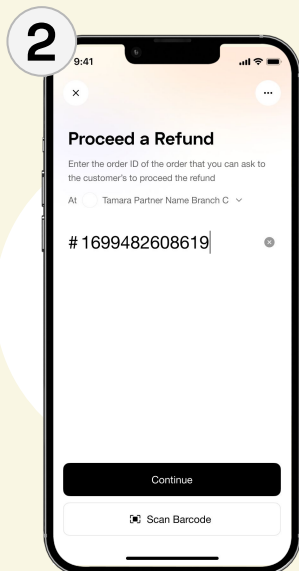 2
9:41
Proceed a Refund
Enter the order ID of the order that you can ask to
the customer's to proceed the refund
At Tamara Partner Name Branch C
# 1699482608619
Continue
Scan Barcode